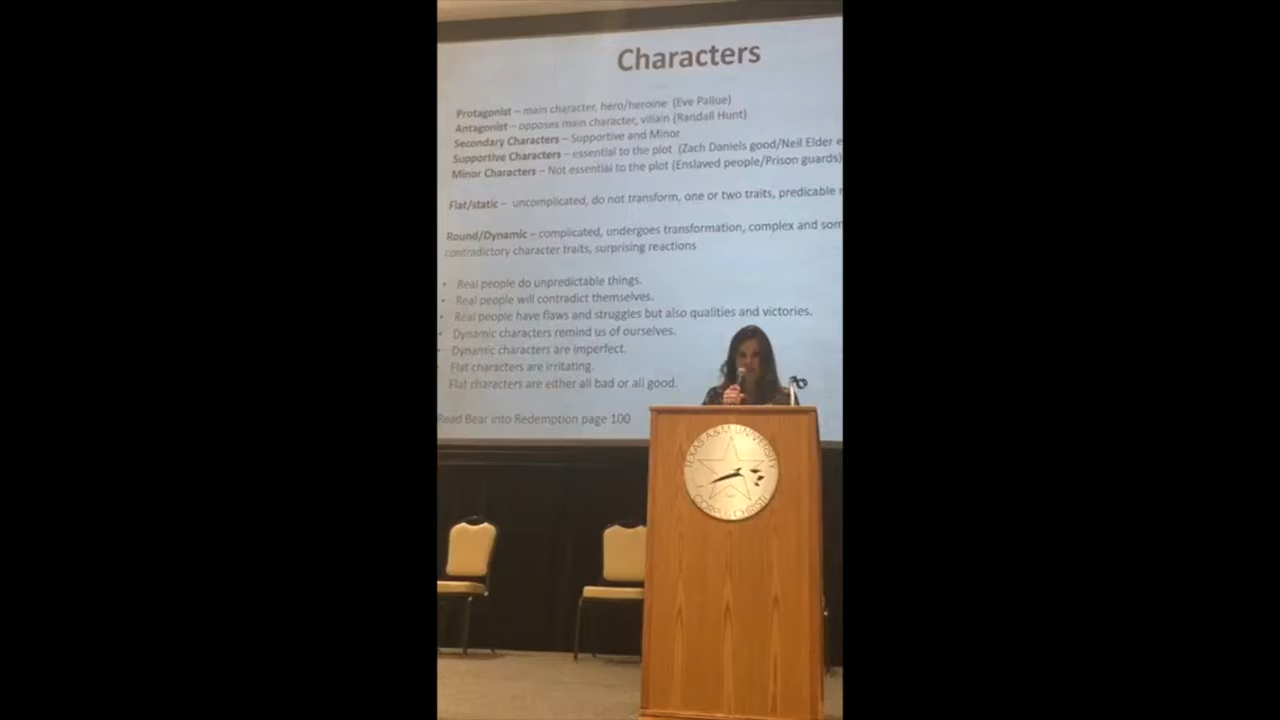 Characters
Protagonist – main character, hero/heroine (Eve Pallue)
Antagonist – opposes main character, villain (Randall Hunt)
Secondary Characters – Supportive and Minor
Supportive Characters – essential to the plot (Zach Daniels good/Neil Elder e
Minor Characters – Not essential to the plot (Enslaved people/Prison guards)
Flat/static – uncomplicated, do not transform, one or two traits, predicable r
Round/Dynamic – complicated, undergoes transformation, complex and som
contradictory character traits, surprising reactions
• Real people do unpredictable things.
• Real people will contradict themselves.
• Real people have flaws and struggles but also qualities and victories.
• Dynamic characters remind us of ourselves.
• Dynamic characters are imperfect.
Flat characters are irritating.
Flat characters are either all bad or all good.
Read Bear into Redemption page 100
TEXAS A&M UNIVERSITY
CORPUS CHRISTI